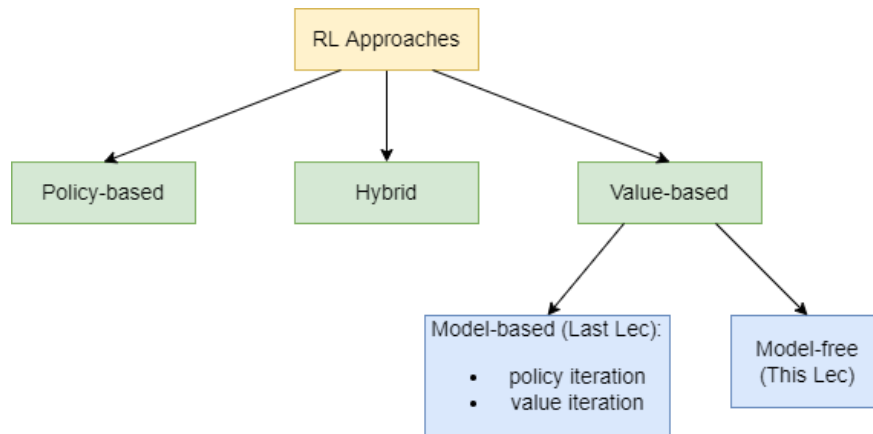 RL Approaches
Policy-based
Hybrid
Value-based
Model-based (Last Lec):
• policy iteration
• value iteration
Model-free
(This Lec)